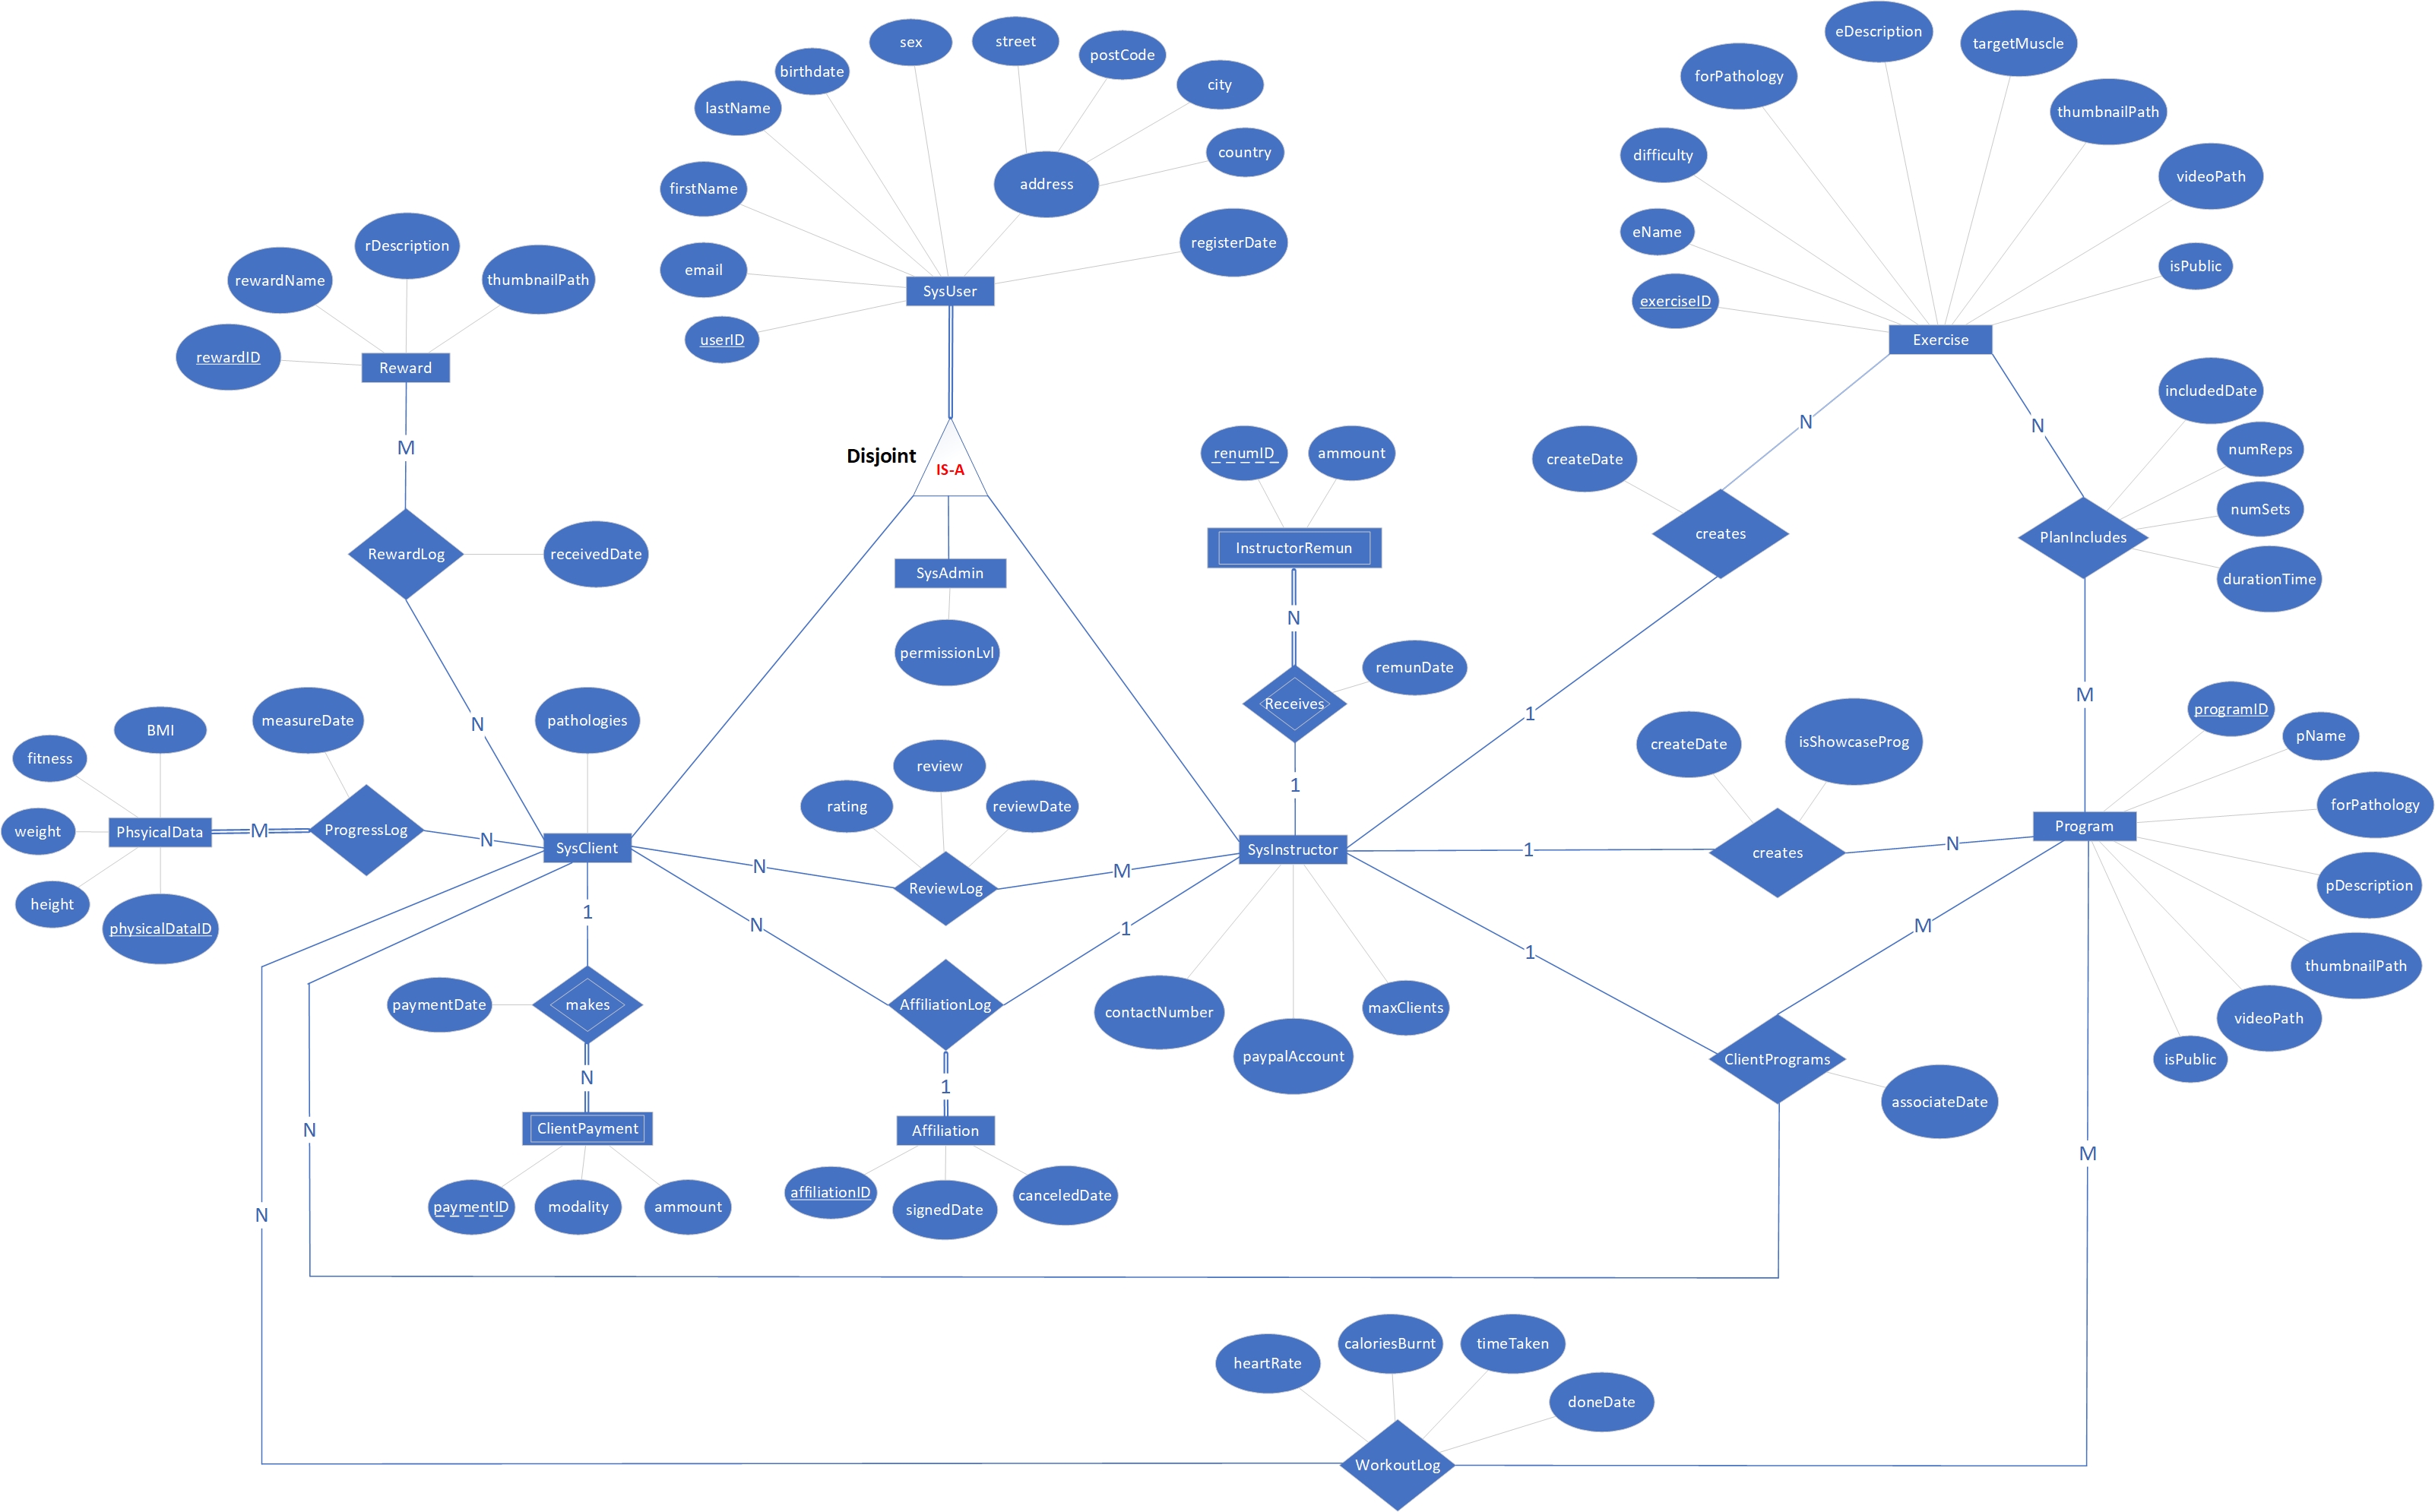 sex
street
postCode
birthdate
city
lastName
country
address
firstName
registerDate
email
SysUser
userID
eDescription
targetMuscle
forPathology
thumbnailPath
difficulty
videoPath
eName
isPublic
exerciseID
Exercise
rDescription
rewardName
thumbnailPath
rewardID
Reward
M
RewardLog
receivedDate
N
Disjoint
IS-A
SysAdmin
permissionLvl
renumID
ammount
InstructorRemun
N
Receives
remunDate
1
N
createDate
creates
1
N
includedDate
numReps
numSets
PlanIncludes
durationTime
M
measureDate
BMI
fitness
weight
PhsyicalData
M
ProgressLog
N
height
physicalDataID
pathologies
SysClient
review
rating
reviewDate
N
ReviewLog
M
SysInstructor
createDate
isShowcaseProg
1
creates
N
programID
pName
forPathology
Program
pDescription
thumbnailPath
videoPath
isPublic
1
paymentDate
makes
N
ClientPayment
paymentID
modality
ammount
N
1
AffiliationLog
1
Affiliation
affiliationID
signedDate
canceledDate
contactNumber
maxClients
paypalAccount
1
M
ClientPrograms
associateDate
N
N
M
heartRate
caloriesBurnt
timeTaken
doneDate
WorkoutLog